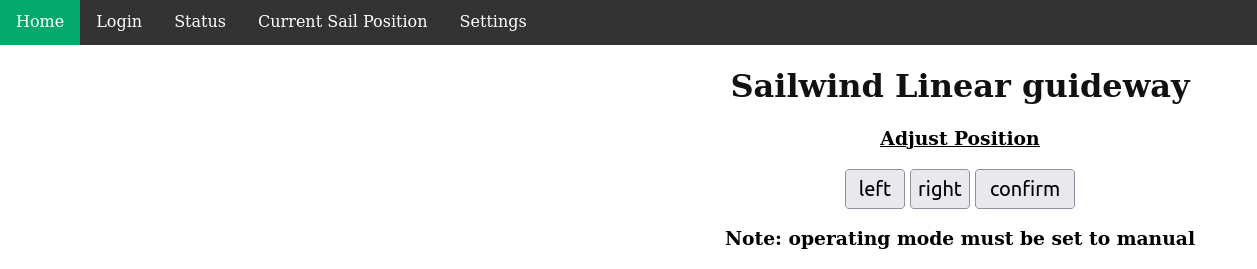 Home Login Status Current Sail Position Settings
Sailwind Linear guideway
Adjust Position
left right confirm
Note: operating mode must be set to manual